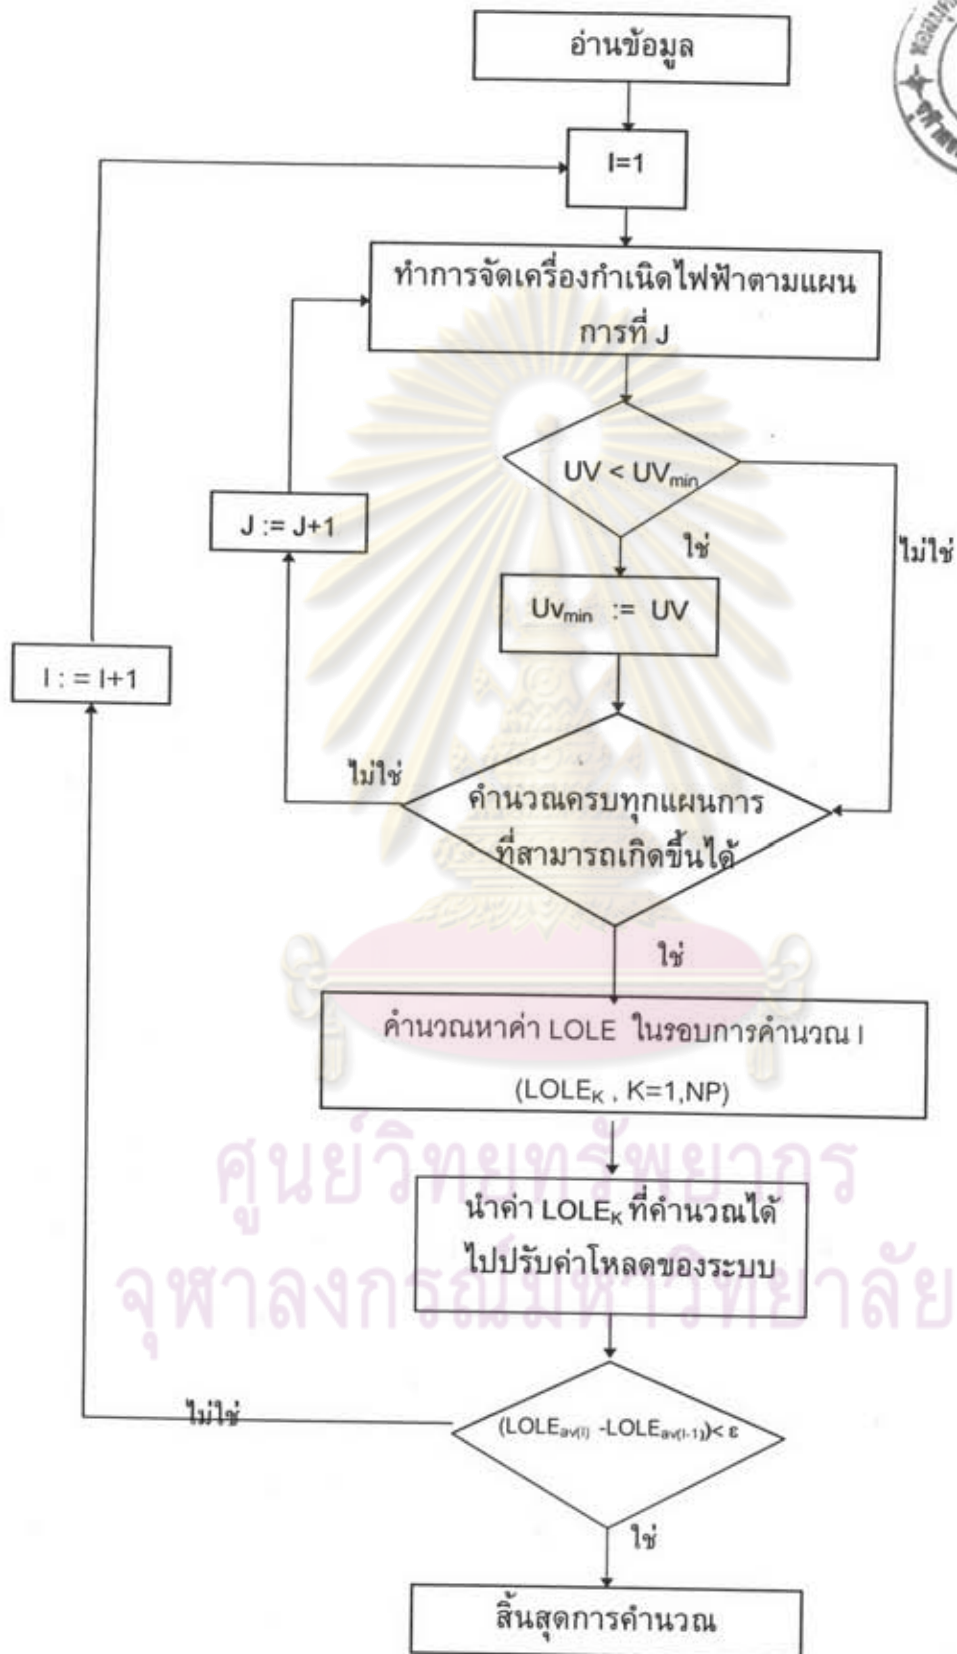 อ่านข้อมูล
I=1
ทำการจัดเครื่องกำเนิดไฟฟ้าตามแผน
การที่ J
UV < UVmin
J := J+1
ใช่
ไม่ใช่
Uvmin := UV
I : = I+1
ไม่ใช่
คำนวณครบทุกแผนการ
ที่สามารถเกิดขึ้นได้
ใช่
คำนวณหาค่า LOLE ในรอบการคำนวณ I
(LOLEK , K=1,NP)
ศูนย์วิทยทรัพยากร
นำค่า LOLEK ที่คำนวณได้
ไปปรับค่าโหลดของระบบ
จุฬาลงกรณ์มหาวิทยาลัย
ไม่ใช่
(LOLEav(I) -LOLEav(I-1))< ε
ใช่
สิ้นสุดการคำนวณ